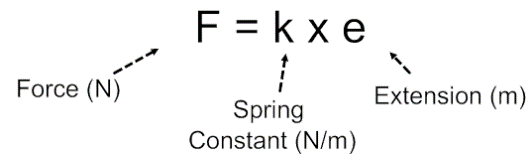 F = k x e
Force (N)
Spring
Constant (N/m)
Extension (m)